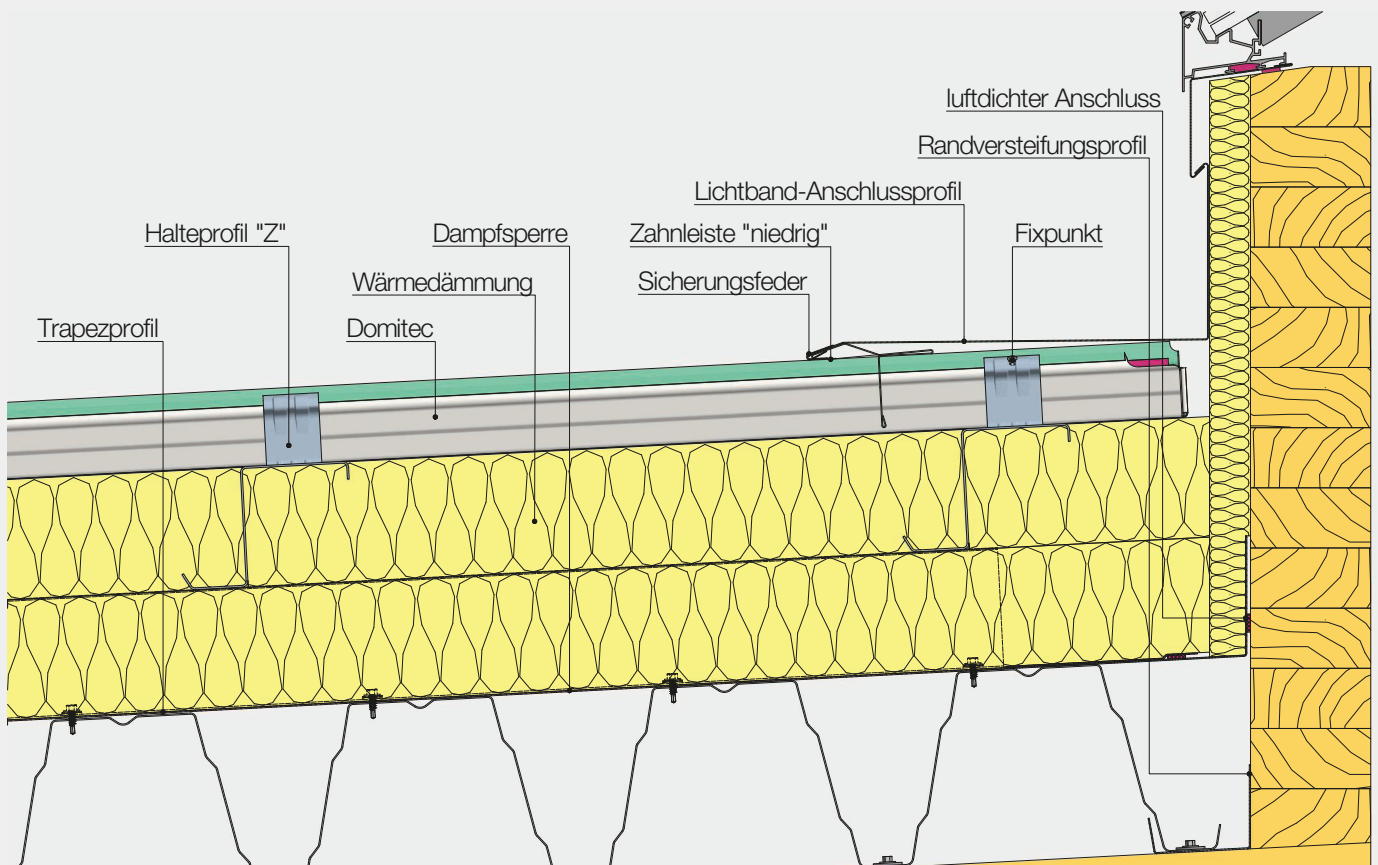 luftdichter Anschluss
Randversteifungsprofil
Lichtband-Anschlussprofil
Halteprofil "Z"
Dampfsperre
Zahnleiste "niedrig"
Fixpunkt
Wärmedämmung
Sicherungsfeder
Trapezprofil
Domitec